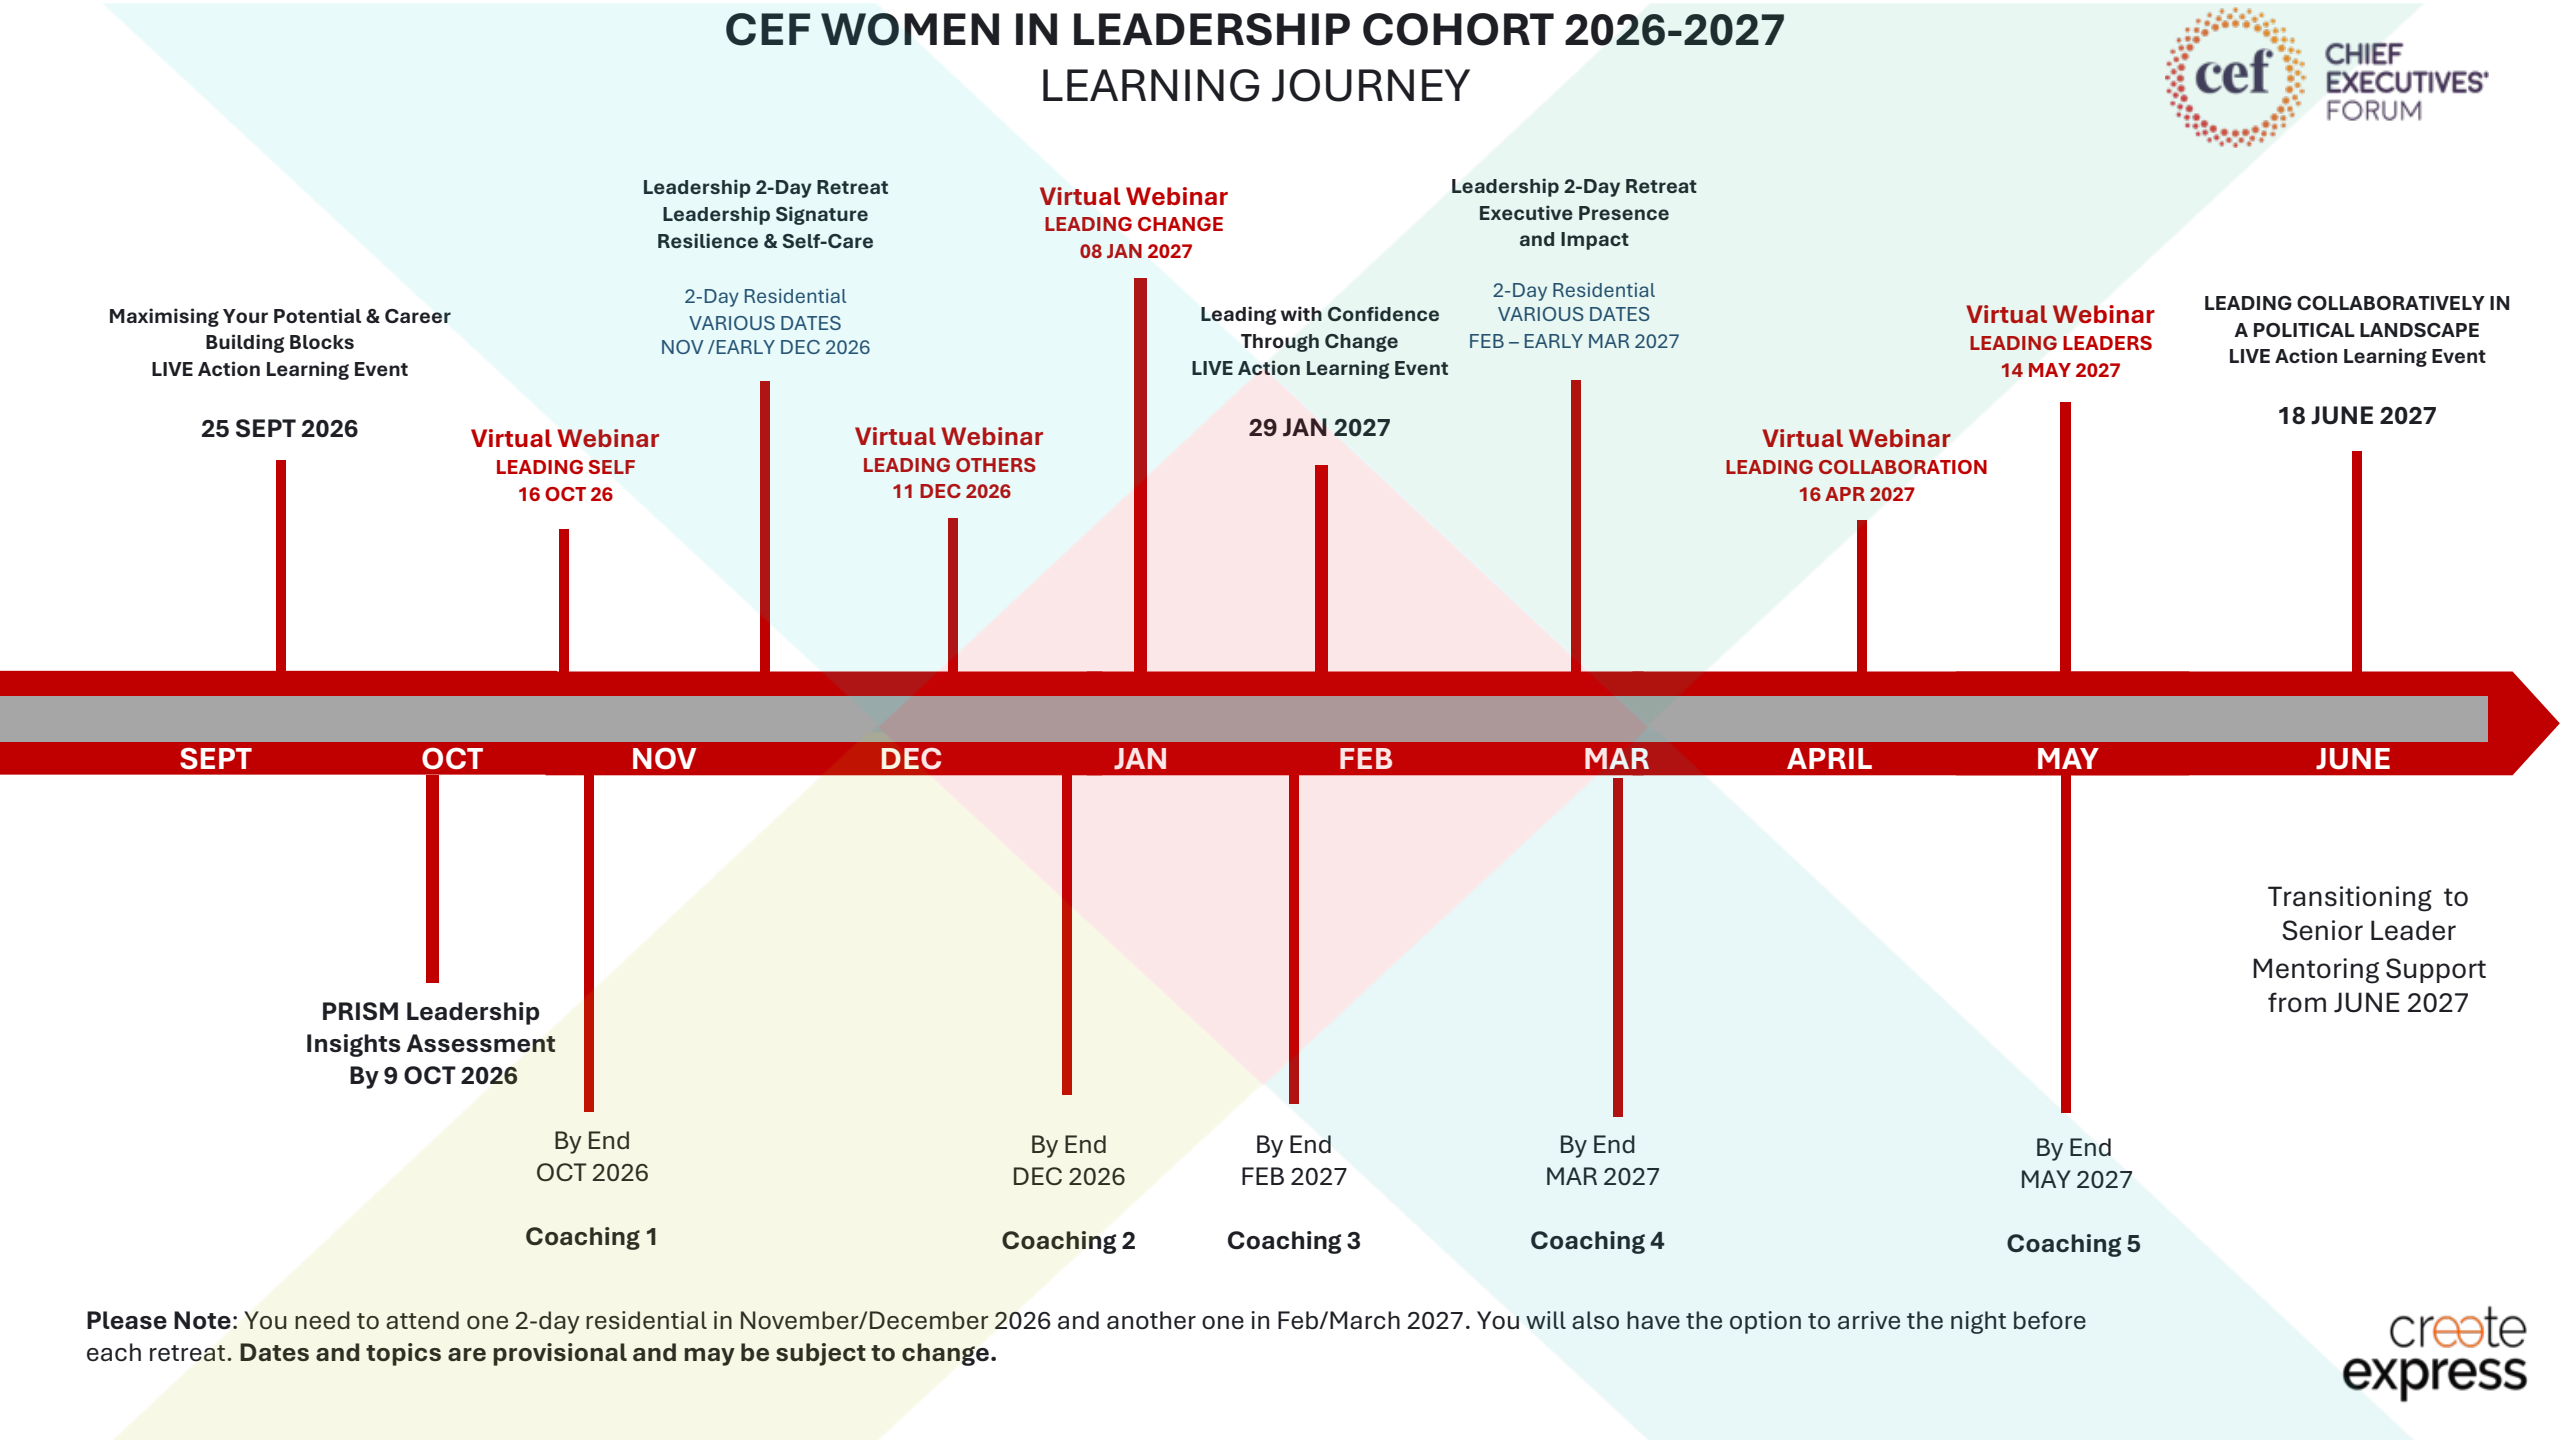 CEF WOMEN IN LEADERSHIP COHORT 2026-2027
LEARNING JOURNEY
cef
CHIEF
EXECUTIVES'
FORUM
Maximising Your Potential & Career
Building Blocks
LIVE Action Learning Event
25 SEPT 2026
Virtual Webinar
LEADING SELF
16 OCT 26
Leadership 2-Day Retreat
Leadership Signature
Resilience & Self-Care
2-Day Residential
VARIOUS DATES
NOV /EARLY DEC 2026
Virtual Webinar
LEADING OTHERS
11 DEC 2026
Virtual Webinar
LEADING CHANGE
08 JAN 2027
Leading with Confidence
Through Change
LIVE Action Learning Event
29 JAN 2027
Leadership 2-Day Retreat
Executive Presence
and Impact
2-Day Residential
VARIOUS DATES
FEB – EARLY MAR 2027
Virtual Webinar
LEADING COLLABORATION
16 APR 2027
Virtual Webinar
LEADING LEADERS
14 MAY 2027
LEADING COLLABORATIVELY IN
A POLITICAL LANDSCAPE
LIVE Action Learning Event
18 JUNE 2027
SEPT OCT NOV DEC JAN FEB MAR APRIL MAY JUNE
PRISM Leadership
Insights Assessment
By 9 OCT 2026
By End
OCT 2026
Coaching 1
By End
DEC 2026
Coaching 2
By End
FEB 2027
Coaching 3
By End
MAR 2027
Coaching 4
By End
MAY 2027
Coaching 5
Transitioning to
Senior Leader
Mentoring Support
from JUNE 2027
Please Note: You need to attend one 2-day residential in November/December 2026 and another one in Feb/March 2027. You will also have the option to arrive the night before
each retreat. Dates and topics are provisional and may be subject to change.
creete
express